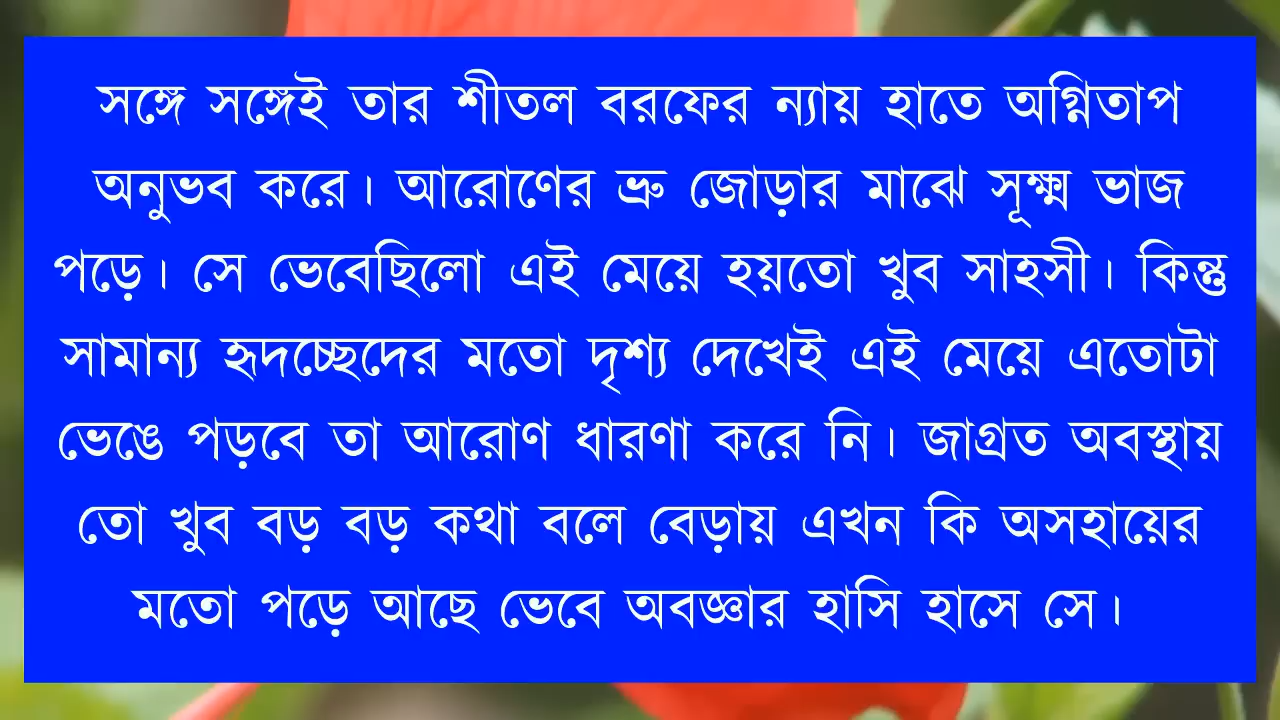 সঙ্গে সঙ্গেই তার শীতল বরফের ন্যায় হাতে অগ্নিতাপ
অনুভব করে। আরোণের ভ্রু জোড়ার মাঝে সূক্ষ্ম ভাজ
পড়ে। সে ভেবেছিলো এই মেয়ে হয়তো খুব সাহসী। কিন্তু
সামান্য হৃদচ্ছেদের মতো দৃশ্য দেখেই এই মেয়ে এতোটা
ভেঙে পড়বে তা আরোণ ধারণা করে নি। জাগ্রত অবস্থায়
তো খুব বড় বড় কথা বলে বেড়ায় এখন কি অসহায়ের
মতো পড়ে আছে ভেবে অবজ্ঞার হাসি হাসে সে।